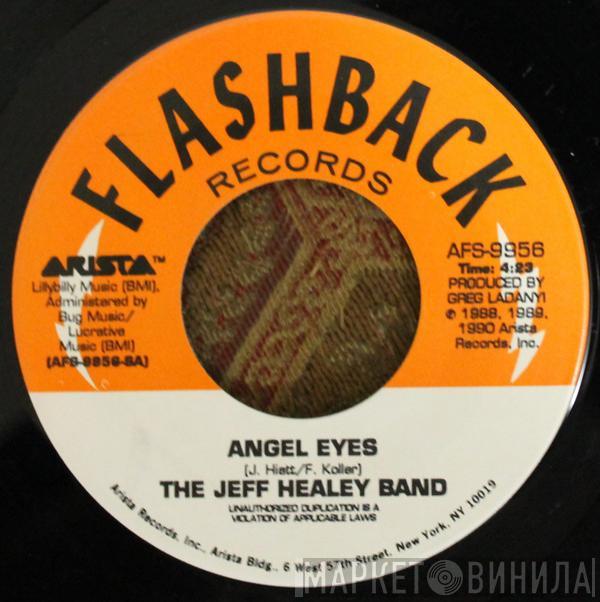 FLASHBACK
RECORDS
ARISTA™
Lillybilly Music (BMI),
Administered by
Bug Music/
Lucrative
Music (BMI)
(AFS-9956-SA)
AFS-9956
Time: 4:23
PRODUCED BY
GREG LADANYI
℗ 1988, 1989,
1990 Arista
Records, Inc.
ANGEL EYES
(J. Hiatt/F. Koller)
THE JEFF HEALEY BAND
UNAUTHORIZED DUPLICATION IS A
VIOLATION OF APPLICABLE LAWS
Arista Records, Inc., Arista Bldg., 6 West 57th Street, New York, NY 10019
МАРКЕТ ВИНИЛА